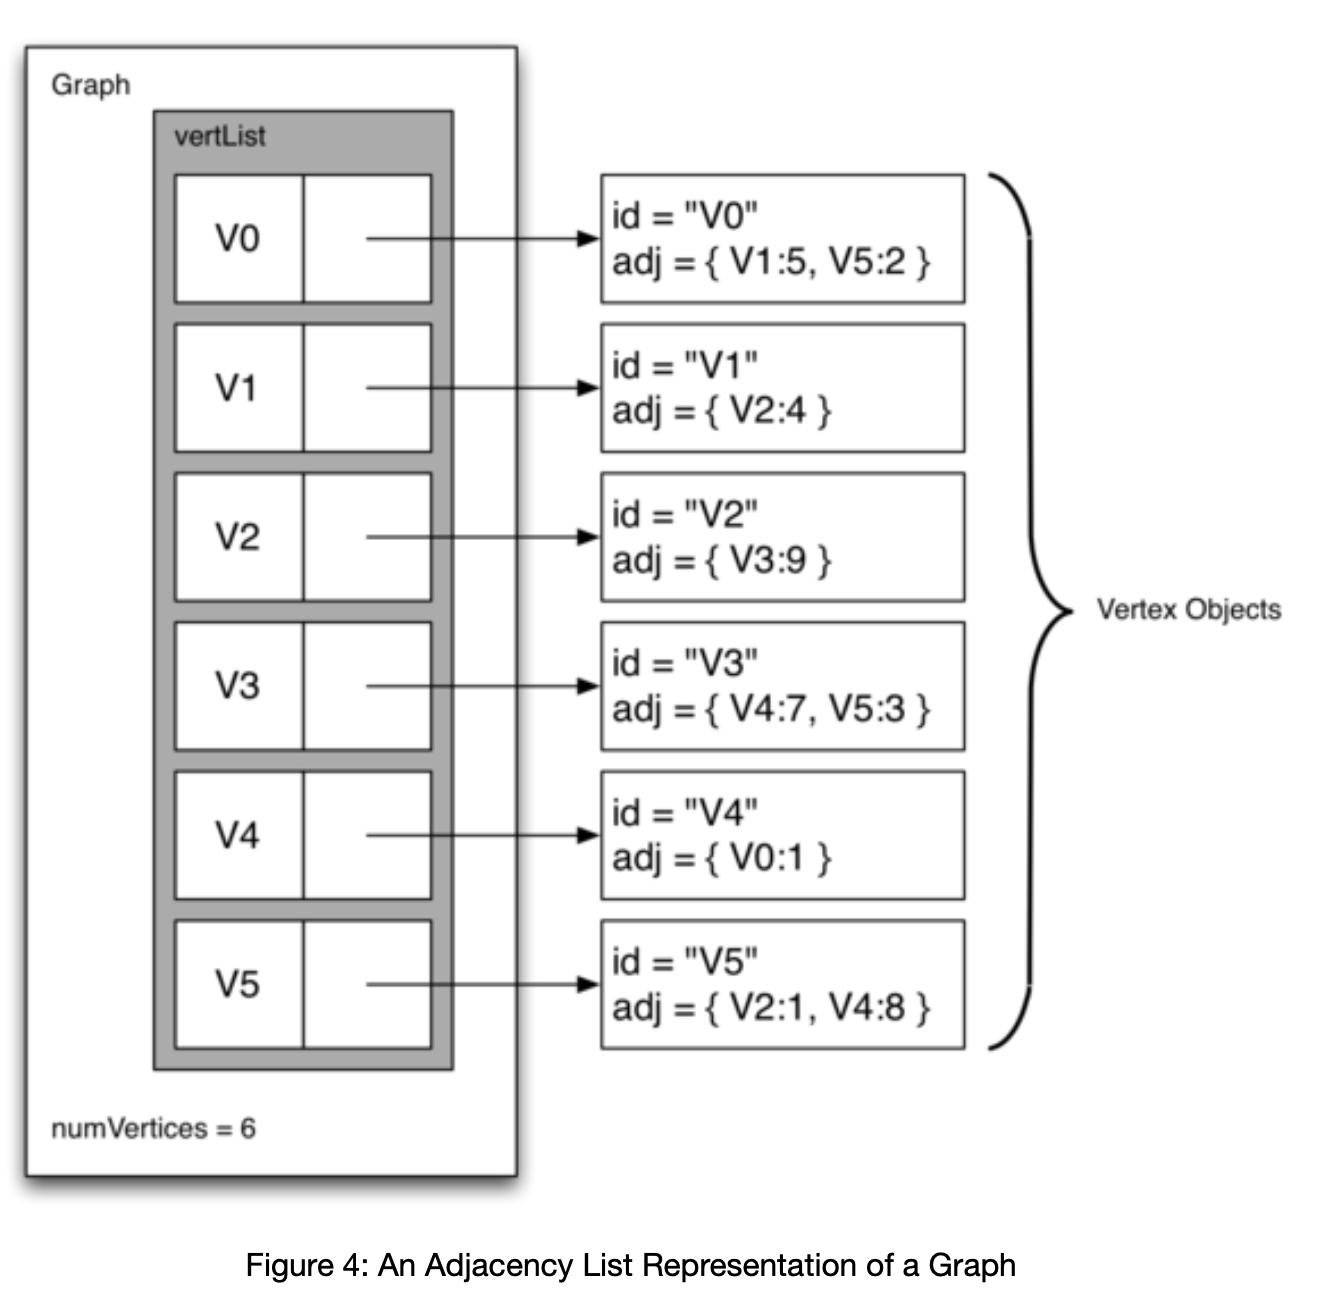 Graph
vertList
V0
id = "V0"
adj = { V1:5, V5:2 }
V1
id = "V1"
adj = { V2:4 }
V2
id = "V2"
adj = { V3:9 }
V3
id = "V3"
adj = { V4:7, V5:3 }
V4
id = "V4"
adj = { V0:1 }
V5
id = "V5"
adj = { V2:1, V4:8 }
Vertex Objects
numVertices = 6
Figure 4: An Adjacency List Representation of a Graph